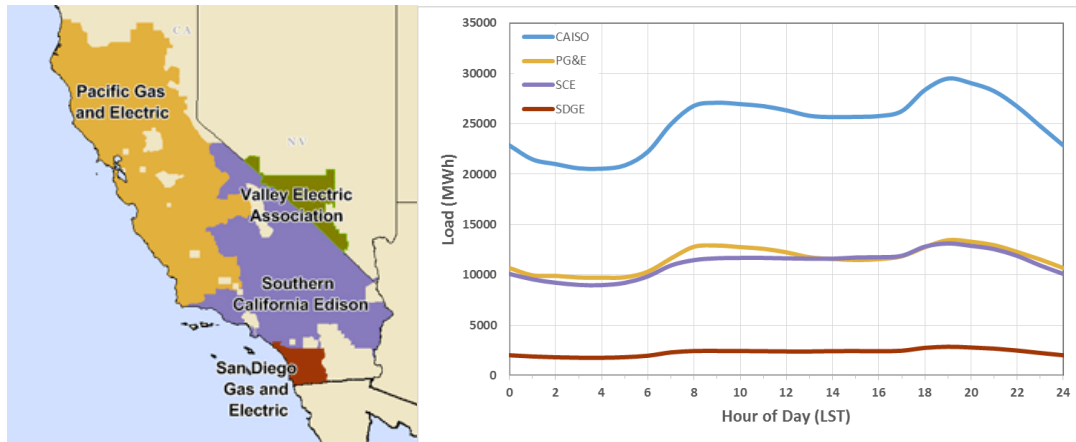 CA
NV
Pacific Gas
and Electric
Valley Electric
Association
Southern
California Edison
San Diego
Gas and
Electric
35000
30000
25000
20000
15000
10000
5000
0
Load (MWh)
CAISO
PG&E
SCE
SDGE
0 2 4 6 8 10 12 14 16 18 20 22 24
Hour of Day (LST)